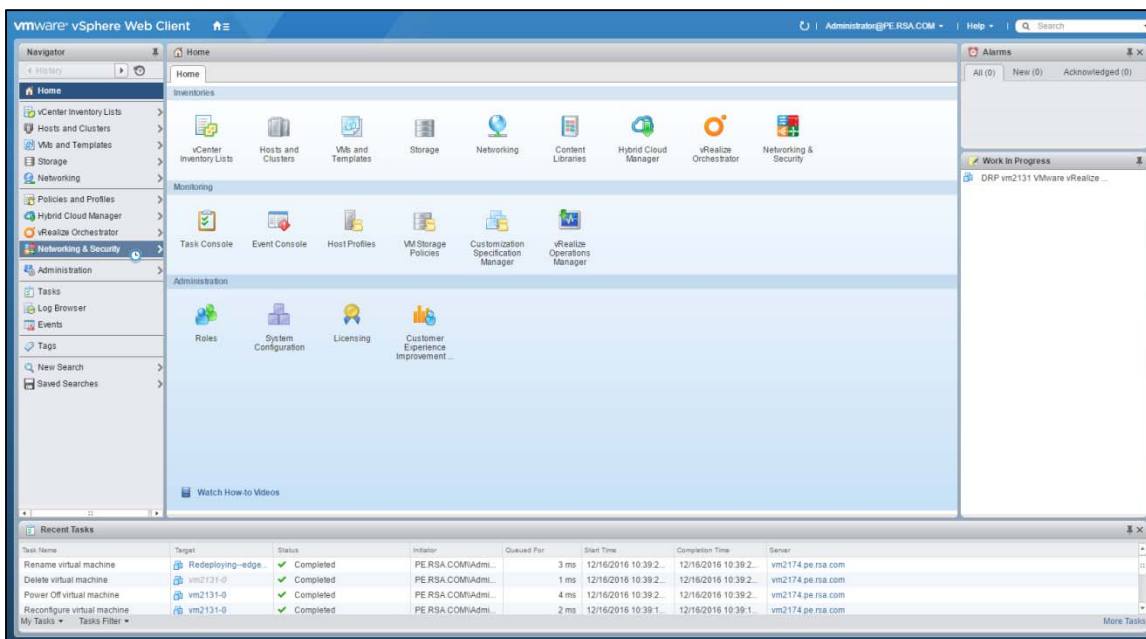 vmware® vSphere Web Client
Administrator@PE.RSA.COM
Help
Search
Navigator
History
Home
vCenter Inventory Lists
Hosts and Clusters
VMs and Templates
Storage
Networking
Policies and Profiles
Hybrid Cloud Manager
vRealize Orchestrator
Networking & Security
Administration
Tasks
Log Browser
Events
Tags
New Search
Saved Searches
Home
Home
Inventories
vCenter
Inventory Lists
Hosts and
Clusters
VMs and
Templates
Storage
Networking
Content
Libraries
Hybrid Cloud
Manager
vRealize
Orchestrator
Networking &
Security
Monitoring
Task Console
Event Console
Host Profiles
VM Storage
Policies
Customization
Specification
Manager
vRealize
Operations
Manager
Administration
Roles
System
Configuration
Licensing
Customer
Experience
Improvement ...
Watch How-to Videos
Alarms
All (0) New (0) Acknowledged (0)
Work In Progress
DRP vm2131 VMware vRealize ...
Recent Tasks
Task Name Target Status Initiator Queued For Start Time Completion Time Server
Rename virtual machine Redeploying--edge... Completed PE.RSA.COM\Admi... 3 ms 12/16/2016 10:39:2... 12/16/2016 10:39:2... vm2174.pe.rsa.com
Delete virtual machine vm2131-0 Completed PE.RSA.COM\Admi... 1 ms 12/16/2016 10:39:2... 12/16/2016 10:39:2... vm2174.pe.rsa.com
Power Off virtual machine vm2131-0 Completed PE.RSA.COM\Admi... 4 ms 12/16/2016 10:39:2... 12/16/2016 10:39:2... vm2174.pe.rsa.com
Reconfigure virtual machine vm2131-0 Completed PE.RSA.COM\Admi... 2 ms 12/16/2016 10:39:1... 12/16/2016 10:39:1... vm2174.pe.rsa.com
My Tasks Tasks Filter More Tasks